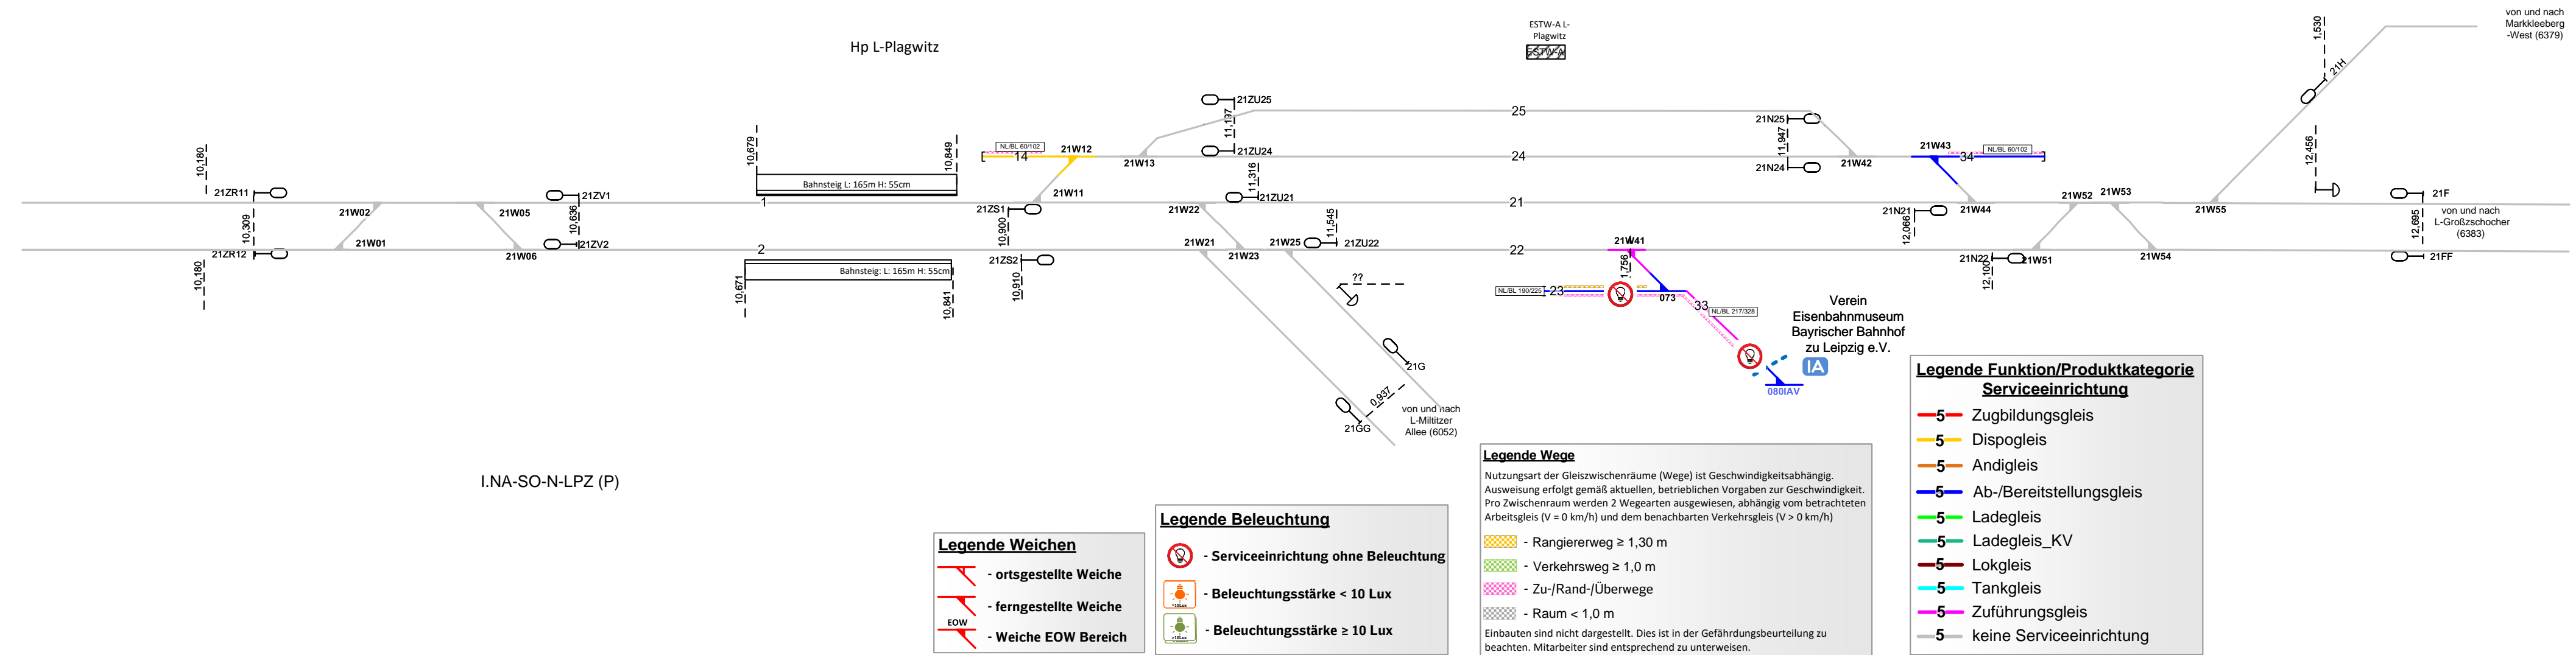 ESTW-A L-
Plagwitz
ESTW-A
Hp L-Plagwitz
von und nach
Markkleeberg
-West (6379)
1,530
21H
12,456
10,180
21ZR11
10,309
21ZR12
10,180
21W02
21W01
21W05
21W06
21ZV1
10,636
21ZV2
10,679
10,849
Bahnsteig L: 165m H: 55cm
1
2
Bahnsteig: L: 165m H: 55cm
10,671
10,841
NL/BL 60/102
14
21W12
21W11
21W13
21ZS1
10,900
21ZS2
10,910
21ZU25
11,197
21ZU24
11,316
21ZU21
11,545
21ZU22
21W22
21W21
21W23
21W25
25
24
21
22
21N25
11,947
21N24
21W42
21W43
34
NL/BL 60/102
21W44
21N21
12,066
21N22
12,100
21W51
21W52
21W53
21W54
21W55
21F
12,695
21FF
von und nach
L-Großzschocher
(6383)
??
21G
0,937
21GG
von und nach
L-Miltitzer
Allee (6052)
21W41
1,756
NL/BL 190/225
23
073
33
NL/BL 217/328
Verein
Eisenbahnmuseum
Bayrischer Bahnhof
zu Leipzig e.V.
IA
080IAV
I.NA-SO-N-LPZ (P)
Legende Weichen
- ortsgestellte Weiche
- ferngestellte Weiche
EOW
- Weiche EOW Bereich
Legende Beleuchtung
- Serviceeinrichtung ohne Beleuchtung
<10Lux
- Beleuchtungsstärke < 10 Lux
≥10Lux
- Beleuchtungsstärke ≥ 10 Lux
Legende Wege
Nutzungsart der Gleiszwischenräume (Wege) ist Geschwindigkeitsabhängig.
Ausweisung erfolgt gemäß aktuellen, betrieblichen Vorgaben zur Geschwindigkeit.
Pro Zwischenraum werden 2 Wegearten ausgewiesen, abhängig vom betrachteten
Arbeitsgleis (V = 0 km/h) und dem benachbarten Verkehrsgleis (V > 0 km/h)
- Rangiererweg ≥ 1,30 m
- Verkehrsweg ≥ 1,0 m
- Zu-/Rand-/Überwege
- Raum < 1,0 m
Einbauten sind nicht dargestellt. Dies ist in der Gefährdungsbeurteilung zu
beachten. Mitarbeiter sind entsprechend zu unterweisen.
Legende Funktion/Produktkategorie
Serviceeinrichtung
5 Zugbildungsgleis
5 Dispogleis
5 Andigleis
5 Ab-/Bereitstellungsgleis
5 Ladegleis
5 Ladegleis_KV
5 Lokgleis
5 Tankgleis
5 Zuführungsgleis
5 keine Serviceeinrichtung